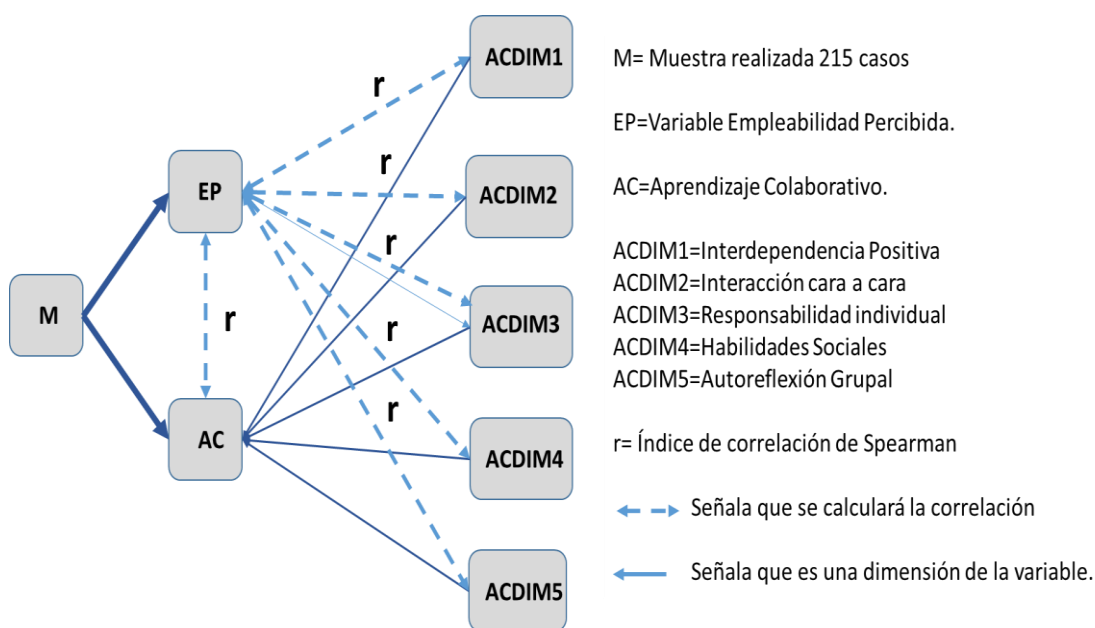 M
EP
AC
r
r
r
r
r
r
ACDIM1
ACDIM2
ACDIM3
ACDIM4
ACDIM5
M= Muestra realizada 215 casos
EP=Variable Empleabilidad Percibida.
AC=Aprendizaje Colaborativo.
ACDIM1=Interdependencia Positiva
ACDIM2=Interacción cara a cara
ACDIM3=Responsabilidad individual
ACDIM4=Habilidades Sociales
ACDIM5=Autoreflexión Grupal
r= Índice de correlación de Spearman
Señala que se calculará la correlación
Señala que es una dimensión de la variable.